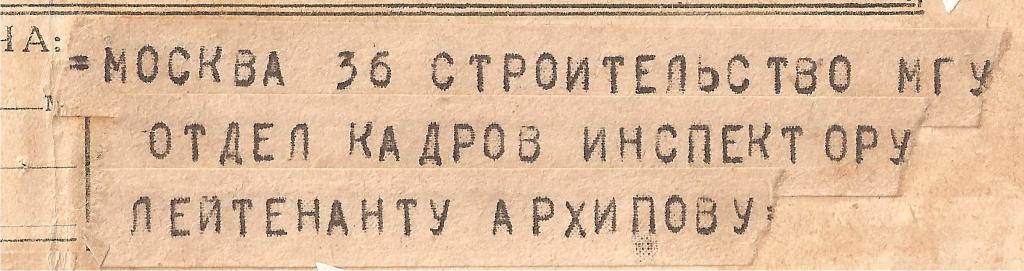 НА:
=МОСКВА 36 СТРОИТЕЛЬСТВО МГУ
ОТДЕЛ КАДРОВ ИНСПЕКТОРУ
ЛЕЙТЕНАНТУ АРХИПОВУ=